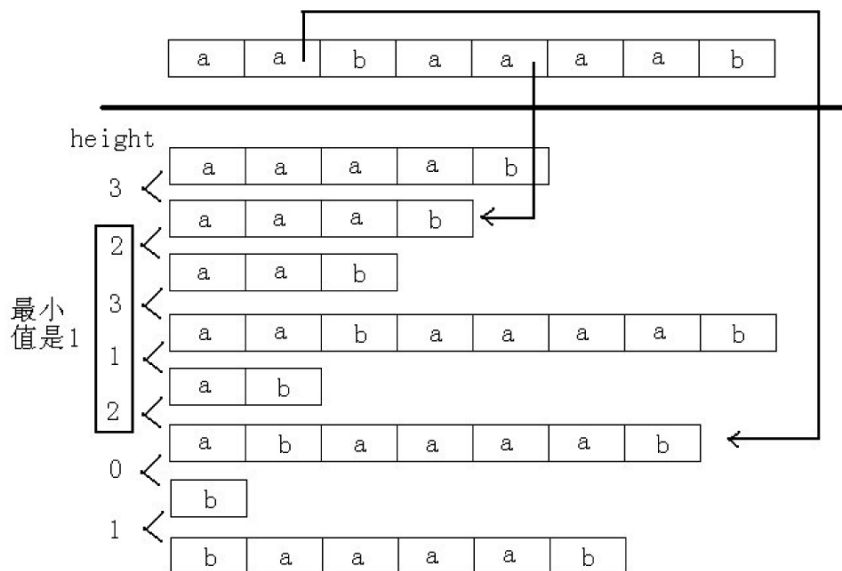 a a b a a a a b
height
a a a a b
3
a a a b
2
a a b
3
最小
值是1
a a b a a a a b
1
a b
2
a b a a a a b
0
b
1
b a a a a b